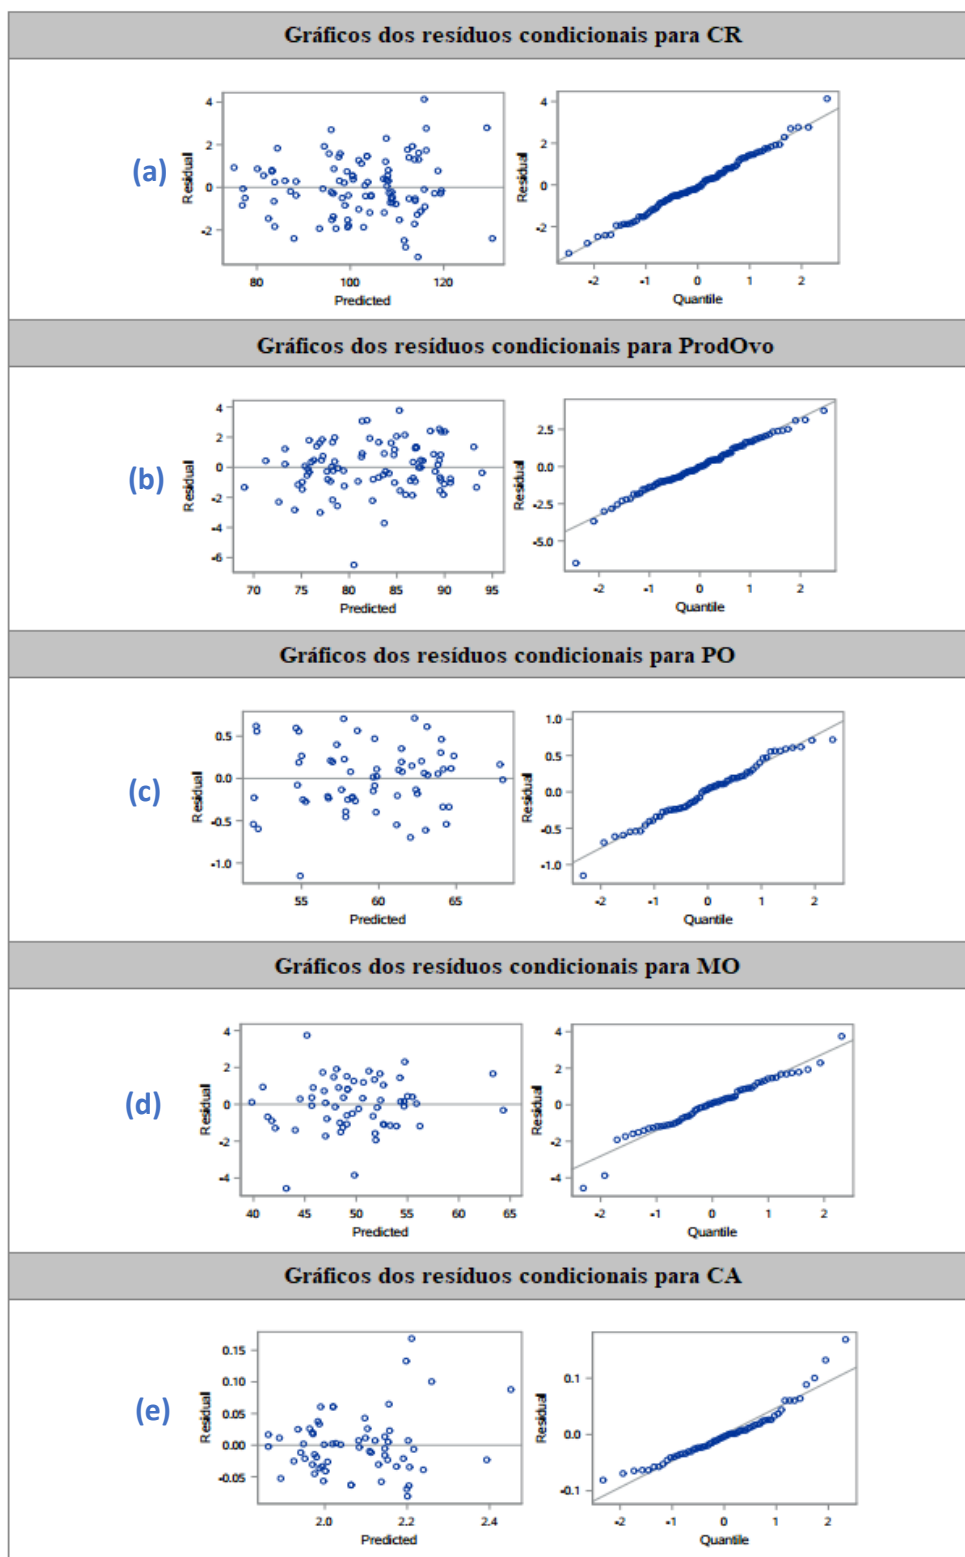 Gráficos dos resíduos condicionais para CR
(a)
Residual
4
2
0
-2
80 100 120
Predicted
Residual
4
2
0
-2
-2 -1 0 1 2
Quantile
Gráficos dos resíduos condicionais para ProdOvo
(b)
Residual
4
2
0
-2
-4
-6
70 75 80 85 90 95
Predicted
Residual
2.5
0.0
-2.5
-5.0
-2 -1 0 1 2
Quantile
Gráficos dos resíduos condicionais para PO
(c)
Residual
0.5
0.0
-0.5
-1.0
55 60 65
Predicted
Residual
1.0
0.5
0.0
-0.5
-1.0
-2 -1 0 1 2
Quantile
Gráficos dos resíduos condicionais para MO
(d)
Residual
4
2
0
-2
-4
40 45 50 55 60 65
Predicted
Residual
4
2
0
-2
-4
-2 -1 0 1 2
Quantile
Gráficos dos resíduos condicionais para CA
(e)
Residual
0.15
0.10
0.05
0.00
-0.05
2.0 2.2 2.4
Predicted
Residual
0.1
0.0
-0.1
-2 -1 0 1 2
Quantile